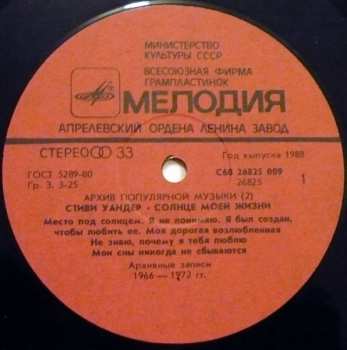 МИНИСТЕРСТВО
КУЛЬТУРЫ СССР
ВСЕСОЮЗНАЯ ФИРМА
ГРАМПЛАСТИНОК
МЕЛОДИЯ
АПРЕЛЕВСКИЙ ОРДЕНА ЛЕНИНА ЗАВОД
СТЕРЕО 33
Год выпуска 1988
ГОСТ 5289-80
С60 26825 009
Гр. 3. 3-25
26825
1
АРХИВ ПОПУЛЯРНОЙ МУЗЫКИ (2)
СТИВИ УАНДЕР - СОЛНЦЕ МОЕЙ ЖИЗНИ
Место под солнцем. Я не понимаю. Я был создан,
чтобы любить ее. Моя дорогая возлюбленная
Не знаю, почему я тебя люблю
Мои сны никогда не сбываются
Архивные записи
1966 — 1972 гг.